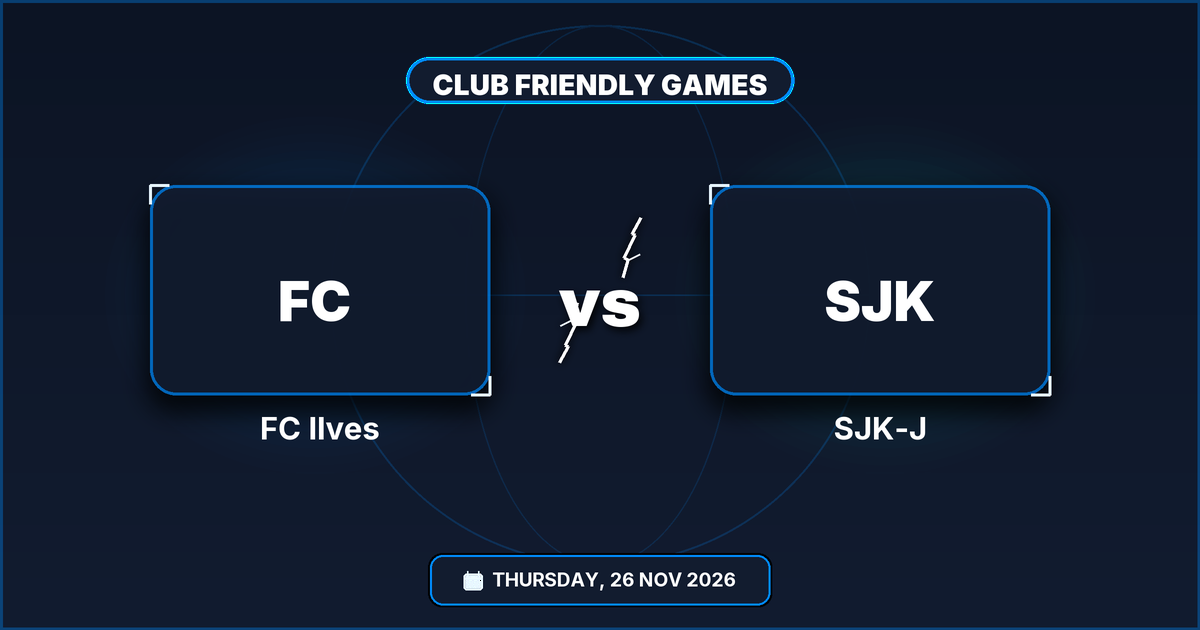 CLUB FRIENDLY GAMES
FC
vs
SJK
FC Ilves
SJK-J
THURSDAY, 26 NOV 2026